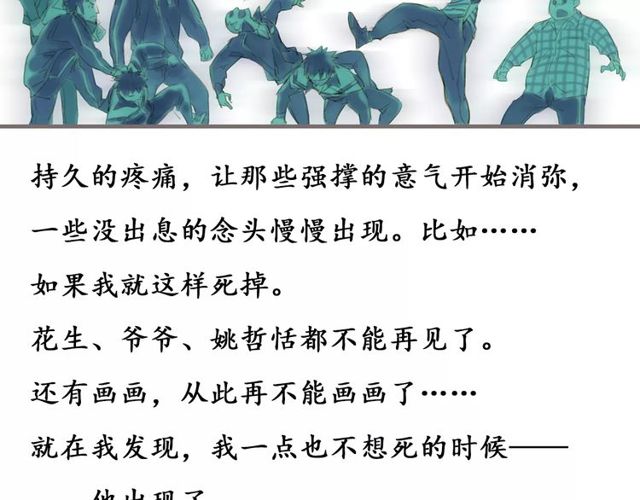 持久的疼痛，让那些强撑的意气开始消弥，
一些没出息的念头慢慢出现。比如……
如果我就这样死掉。
花生、爷爷、姚哲恬都不能再见了。
还有画画，从此再不能画画了……
就在我发现，我一点也不想死的时候——
——他出现了